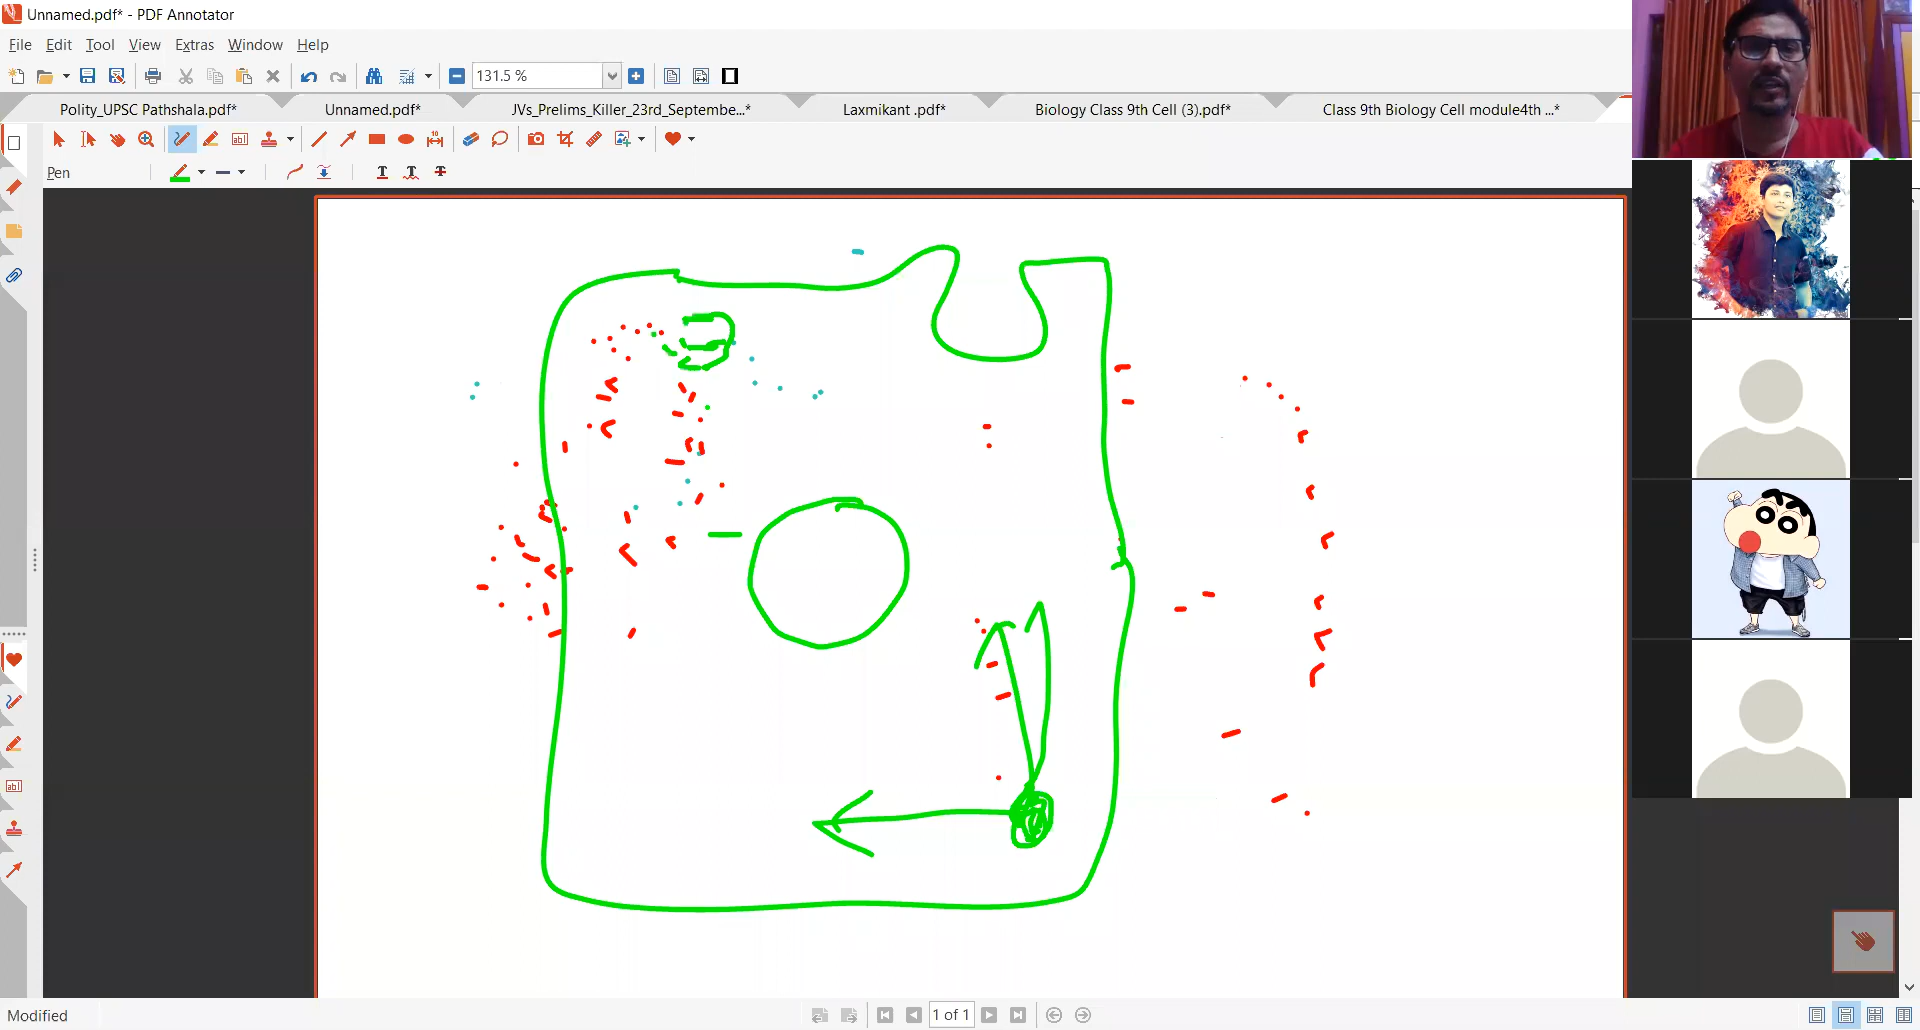 Unnamed.pdf* - PDF Annotator
File Edit Tool View Extras Window Help
131.5 %
Polity_UPSC Pathshala.pdf* Unnamed.pdf* JVs_Prelims_Killer_23rd_Septembe...* Laxmikant .pdf* Biology Class 9th Cell (3).pdf* Class 9th Biology Cell module4th ...*
Pen
Modified
1 of 1